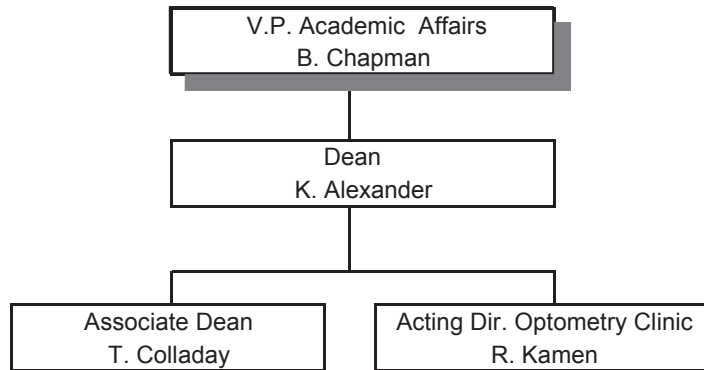 V.P. Academic Affairs
B. Chapman
Dean
K. Alexander
Associate Dean
T. Colladay
Acting Dir. Optometry Clinic
R. Kamen